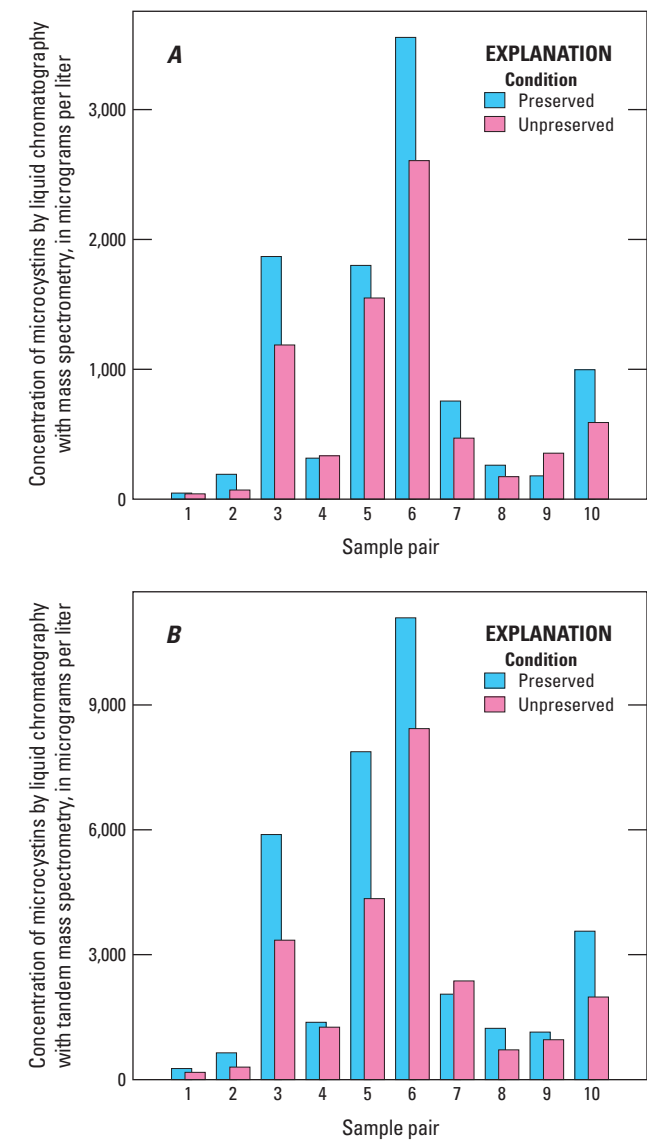 Concentration of microcystins by liquid chromatography
with mass spectrometry, in micrograms per liter
A
EXPLANATION
Condition
Preserved
Unpreserved
3,000
2,000
1,000
0
1 2 3 4 5 6 7 8 9 10
Sample pair
Concentration of microcystins by liquid chromatography
with tandem mass spectrometry, in micrograms per liter
B
EXPLANATION
Condition
Preserved
Unpreserved
9,000
6,000
3,000
0
1 2 3 4 5 6 7 8 9 10
Sample pair